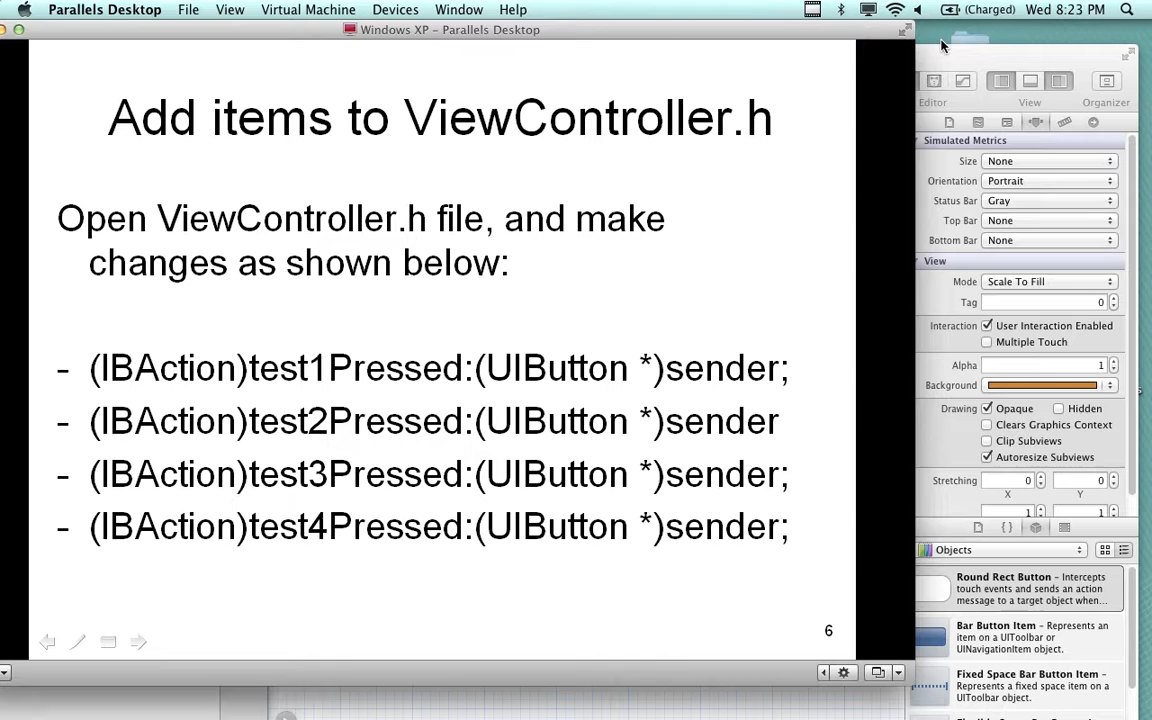 Parallels Desktop File View Virtual Machine Devices Window Help (Charged) Wed 8:23 PM
Windows XP - Parallels Desktop
Add items to ViewController.h
Open ViewController.h file, and make
changes as shown below:
- (IBAction)test1Pressed:(UIButton *)sender;
- (IBAction)test2Pressed:(UIButton *)sender
- (IBAction)test3Pressed:(UIButton *)sender;
- (IBAction)test4Pressed:(UIButton *)sender;
6
Editor View Organizer
Simulated Metrics
Size None
Orientation Portrait
Status Bar Gray
Top Bar None
Bottom Bar None
View
Mode Scale To Fill
Tag 0
Interaction User Interaction Enabled
Multiple Touch
Alpha 1
Background
Drawing Opaque Hidden
Clears Graphics Context
Clip Subviews
Autoresize Subviews
Stretching 0 0
X Y
1 1
{ }
Objects
Round Rect Button - Intercepts
touch events and sends an action
message to a target object when...
Bar Button Item - Represents an
item on a UIToolbar or
UINavigationItem object.
Fixed Space Bar Button Item -
Represents a fixed space item on a
UIToolbar object.